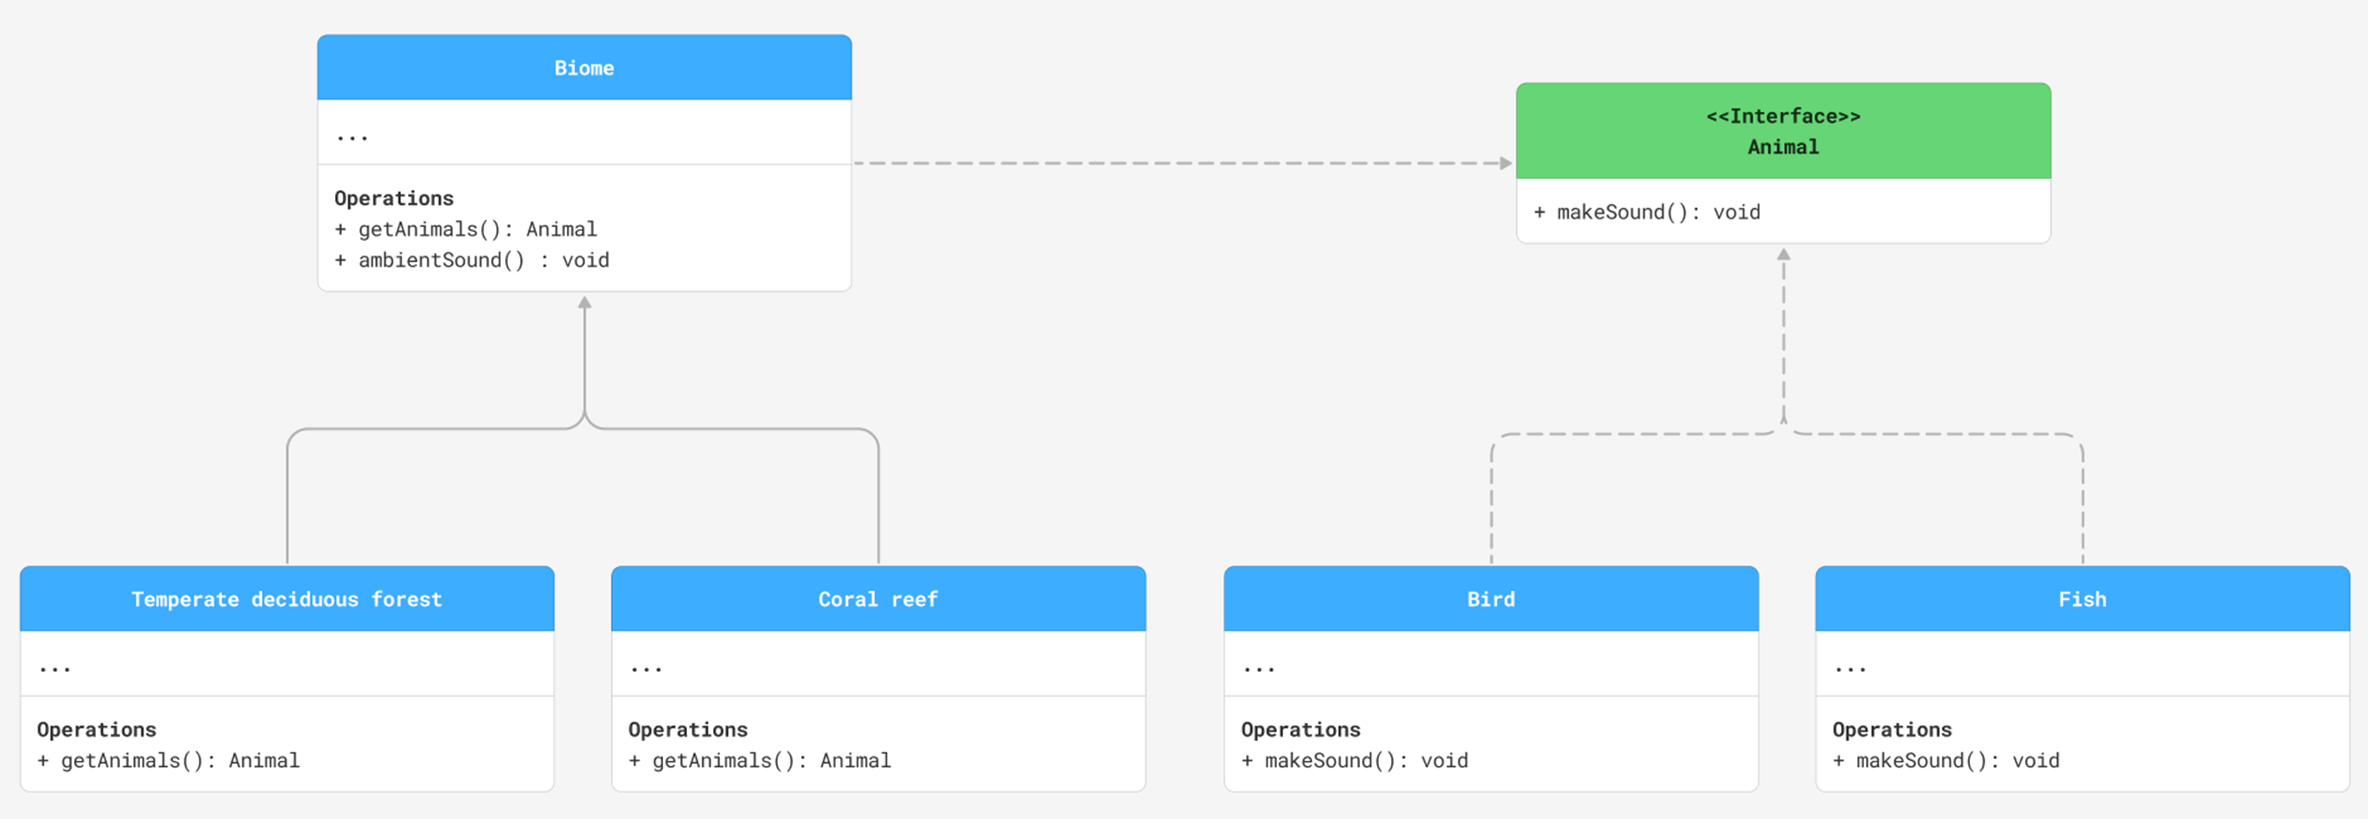 Biome
...
Operations
+ getAnimals(): Animal
+ ambientSound() : void
<<Interface>>
Animal
+ makeSound(): void
Temperate deciduous forest
...
Operations
+ getAnimals(): Animal
Coral reef
...
Operations
+ getAnimals(): Animal
Bird
...
Operations
+ makeSound(): void
Fish
...
Operations
+ makeSound(): void